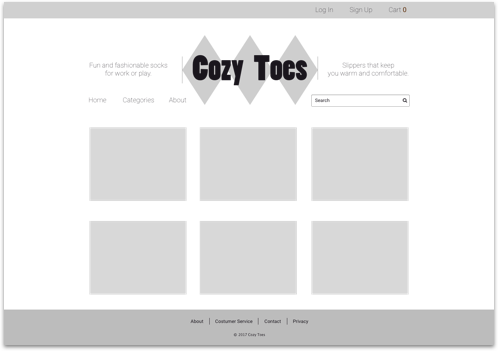 Log In Sign Up Cart 0
Fun and fashionable socks
for work or play
Cozy Toes
Slippers that keep
you warm and comfortable
Home Categories About
Search
About | Costumer Service | Contact | Privacy
© 2017 Cozy Toes